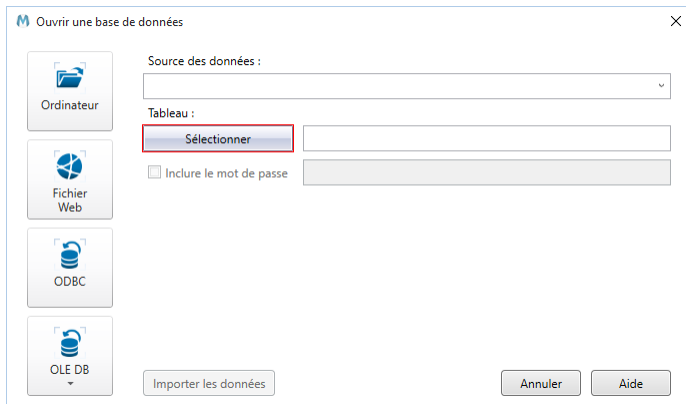 Ouvrir une base de données
Source des données :
Ordinateur
Tableau :
Sélectionner
Inclure le mot de passe
Fichier
Web
ODBC
OLE DB
Importer les données
Annuler
Aide